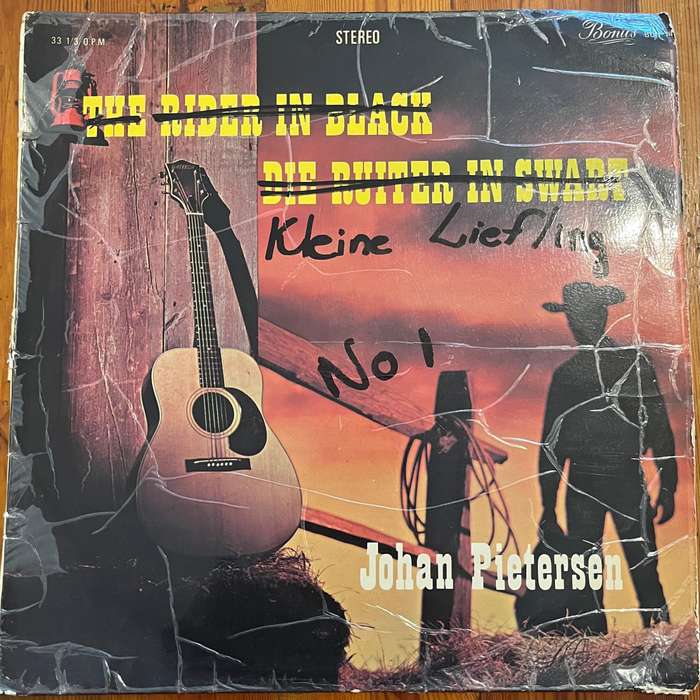 33 1/3 O P M
STEREO
Bonus
THE RIDER IN BLACK
DIE RUITER IN SWART
Kleine Liefling
No 1
Johan Pietersen